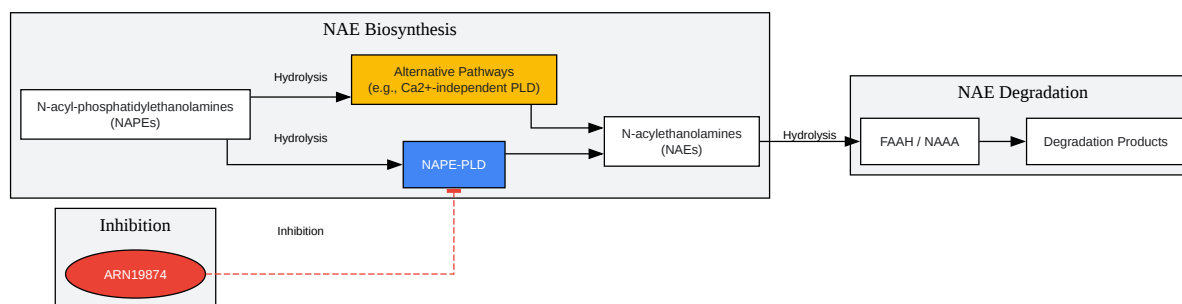 NAE Biosynthesis
N-acyl-phosphatidylethanolamines
(NAPEs)
Hydrolysis
Hydrolysis
Alternative Pathways
(e.g., Ca2+-independent PLD)
NAPE-PLD
N-acylethanolamines
(NAEs)
Hydrolysis
NAE Degradation
FAAH / NAAA
Degradation Products
Inhibition
ARN19874
Inhibition